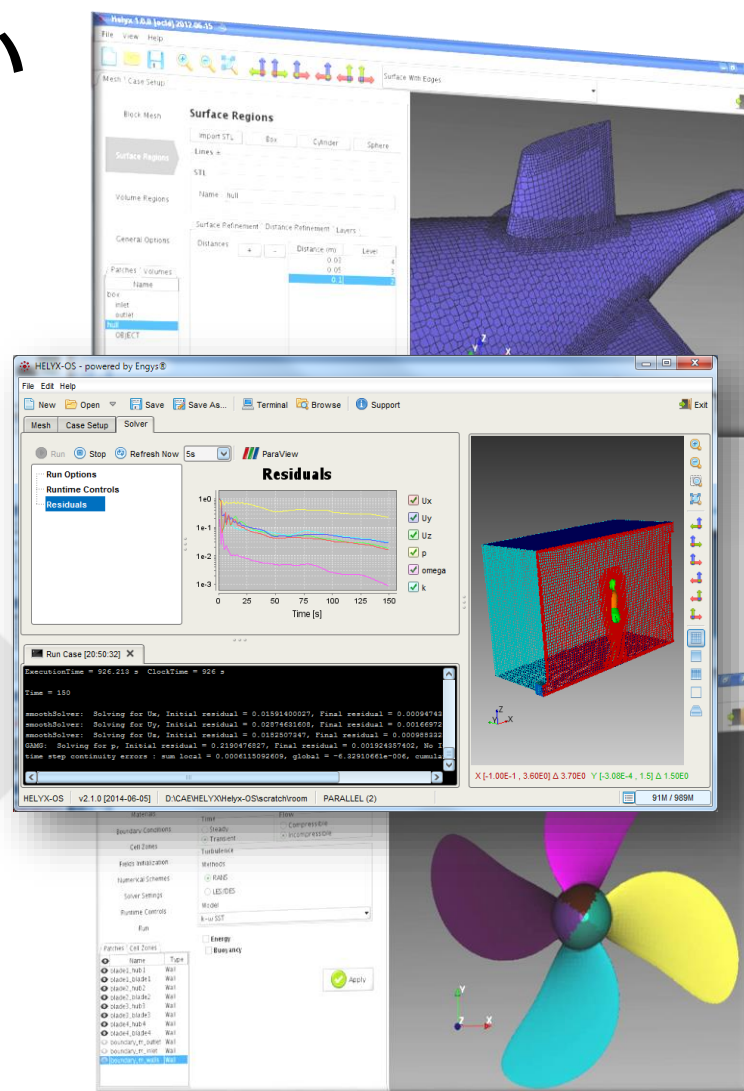 い
Helyx 1.0.0 [ocfd] 2012-06-15
File View Help
Surface With Edges
Mesh Case Setup
Block Mesh
Surface Regions
Import STL Box Cylinder Sphere
Surface Regions
Lines
STL
Volume Regions
Name null
General Options
Surface Refinement Distance Refinement Layers
Distances + - Distance (m) Level
0.03 4
0.05 3
0.1 2
Patches Volumes
Name
box
inlet
outlet
hull
OBJECT
Z
Y X
HELYX-OS - powered by Engys®
File Edit Help
New Open Save Save As... Terminal Browse Support Exit
Mesh Case Setup Solver
Run Stop Refresh Now 5s ParaView
Run Options
Runtime Controls
Residuals
Residuals
1e0
1e-1
1e-2
1e-3
0 25 50 75 100 125 150
Time [s]
Ux
Uy
Uz
p
omega
k
Run Case [20:50:32] X
ExecutionTime = 926.213 s ClockTime = 926 s
Time = 150
smoothSolver: Solving for Ux, Initial residual = 0.01591400027, Final residual = 0.00094742
smoothSolver: Solving for Uy, Initial residual = 0.02874631608, Final residual = 0.00166972
smoothSolver: Solving for Uz, Initial residual = 0.0152507347, Final residual = 0.000985332
GAMG: Solving for p, Initial residual = 0.2190476827, Final residual = 0.001924357402, No I
time step continuity errors : sum local = 0.0006115092609, global = -6.82910661e-006, cumula
Z
Y X
X [-1.00E-1 , 3.60E0] Δ 3.70E0 Y [-3.08E-4 , 1.5] Δ 1.50E0
HELYX-OS v2.1.0 [2014-06-05] D:\CAE\HELYX\Helyx-OS\scratch\room PARALLEL (2) 91M / 989M
Materials
Boundary Conditions
Cell Zones
Fields Initialization
Numerical Schemes
Solver Settings
Runtime Controls
Run
Time Flow
Steady Compressible
Transient Incompressible
Turbulence
Methods
RANS
LES/DES
Model
k-ω SST
Energy
Buoyancy
Apply
Patches Cell Zones
Name Type
blade1_hub1 Wall
blade1_blade1 Wall
blade2_hub2 Wall
blade2_blade2 Wall
blade3_hub3 Wall
blade3_blade3 Wall
blade4_hub4 Wall
blade4_blade4 Wall
boundary_m_outlet Wall
boundary_m_inlet Wall
boundary_m_walls Wall
Y
Z X